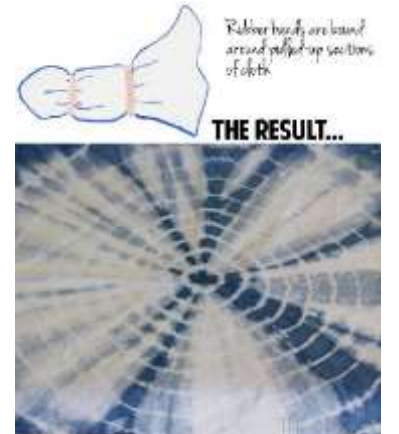 Rubber bands are bound
around pulled-up sections
of cloth
THE RESULT...